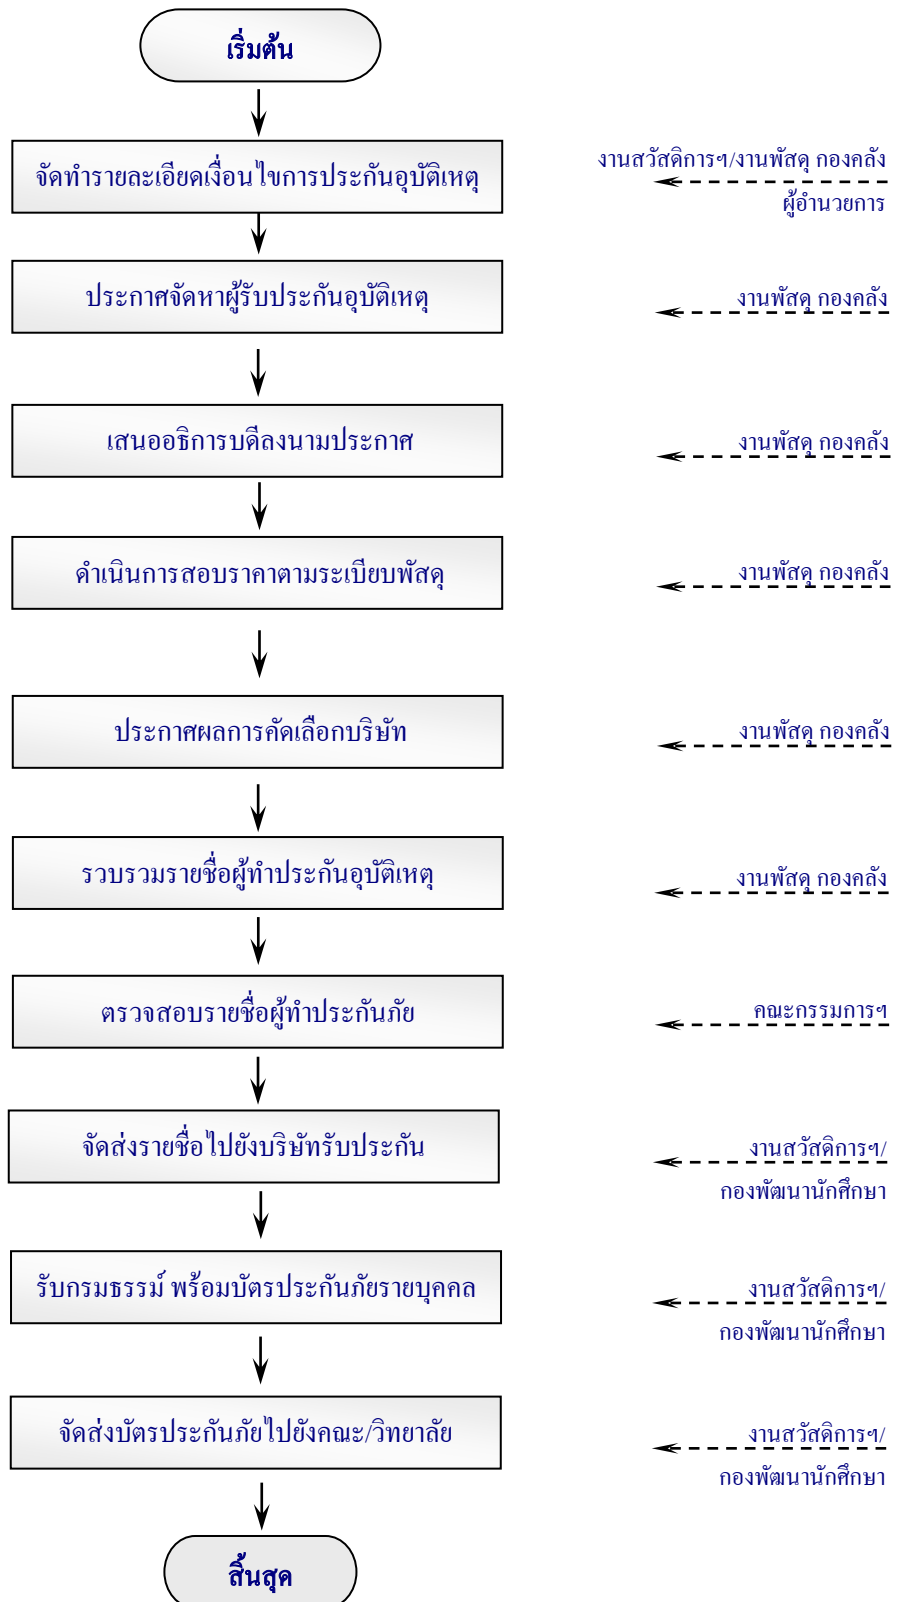 เริ่มต้น
จัดทำรายละเอียดเงื่อนไขการประกันอุบัติเหตุ
งานสวัสดิการฯ/งานพัสดุ กองคลัง
ผู้อำนวยการ
ประกาศจัดหาผู้รับประกันอุบัติเหตุ
งานพัสดุ กองคลัง
เสนออธิการบดีลงนามประกาศ
งานพัสดุ กองคลัง
ดำเนินการสอบราคาตามระเบียบพัสดุ
งานพัสดุ กองคลัง
ประกาศผลการคัดเลือกบริษัท
งานพัสดุ กองคลัง
รวบรวมรายชื่อผู้ทำประกันอุบัติเหตุ
งานพัสดุ กองคลัง
ตรวจสอบรายชื่อผู้ทำประกันภัย
คณะกรรมการฯ
จัดส่งรายชื่อไปยังบริษัทรับประกัน
งานสวัสดิการฯ/
กองพัฒนานักศึกษา
รับกรมธรรม์ พร้อมบัตรประกันภัยรายบุคคล
งานสวัสดิการฯ/
กองพัฒนานักศึกษา
จัดส่งบัตรประกันภัยไปยังคณะ/วิทยาลัย
งานสวัสดิการฯ/
กองพัฒนานักศึกษา
สิ้นสุด